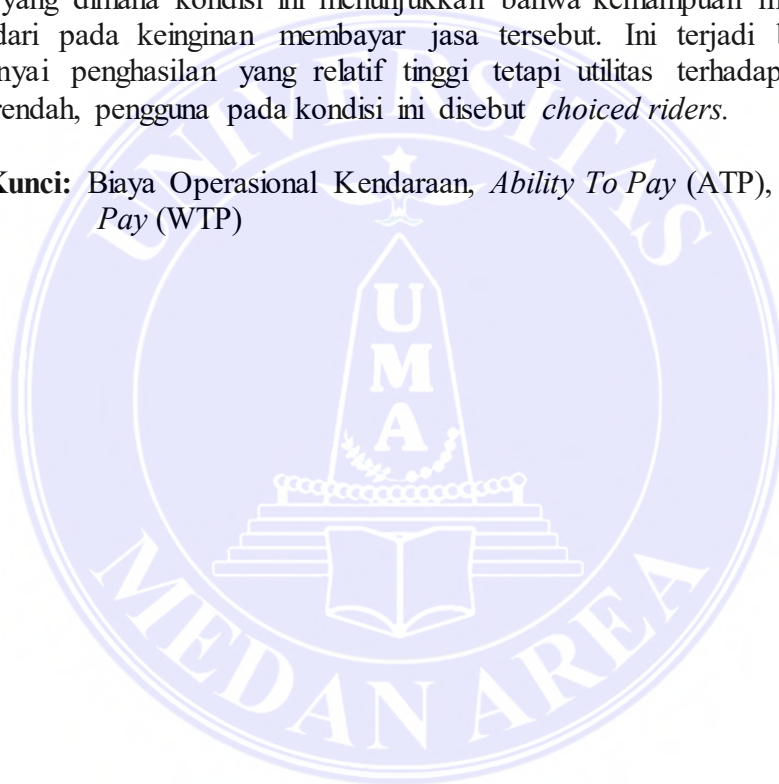 yang dimana kondisi ini menunjukkan bahwa kemampuan
dari pada keinginan membayar jasa tersebut. Ini terjadi
nyai penghasilan yang relatif tinggi tetapi utilitas terhadap
rendah, pengguna pada kondisi ini disebut choiced riders.
Kunci: Biaya Operasional Kendaraan, Ability To Pay (ATP),
Pay (WTP)
UNIVERSITAS
UMA
MEDAN AREA